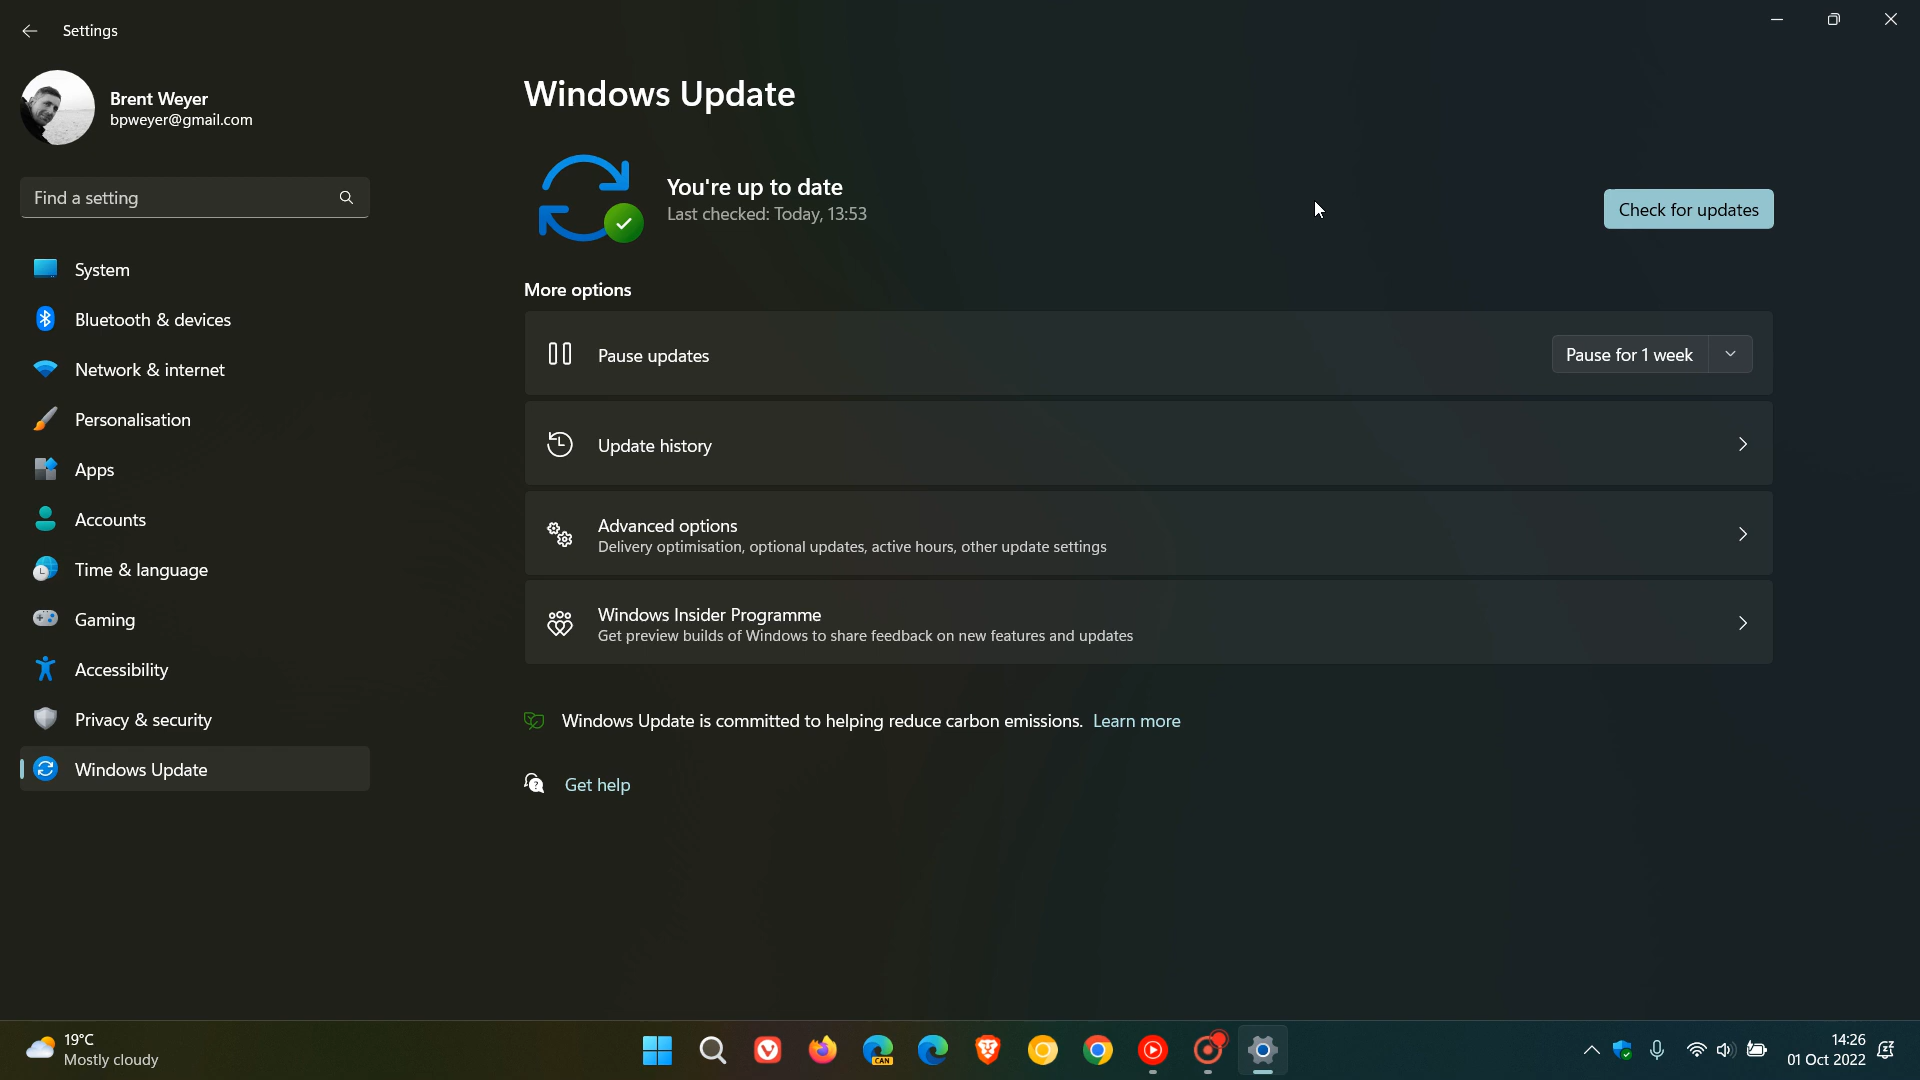 Settings
Brent Weyer
bpweyer@gmail.com
Find a setting
System
Bluetooth & devices
Network & internet
Personalisation
Apps
Accounts
Time & language
Gaming
Accessibility
Privacy & security
Windows Update
Windows Update
You're up to date
Last checked: Today, 13:53
Check for updates
More options
Pause updates
Pause for 1 week
Update history
Advanced options
Delivery optimisation, optional updates, active hours, other update settings
Windows Insider Programme
Get preview builds of Windows to share feedback on new features and updates
Windows Update is committed to helping reduce carbon emissions. Learn more
Get help
19°C
Mostly cloudy
CAN
14:26
01 Oct 2022